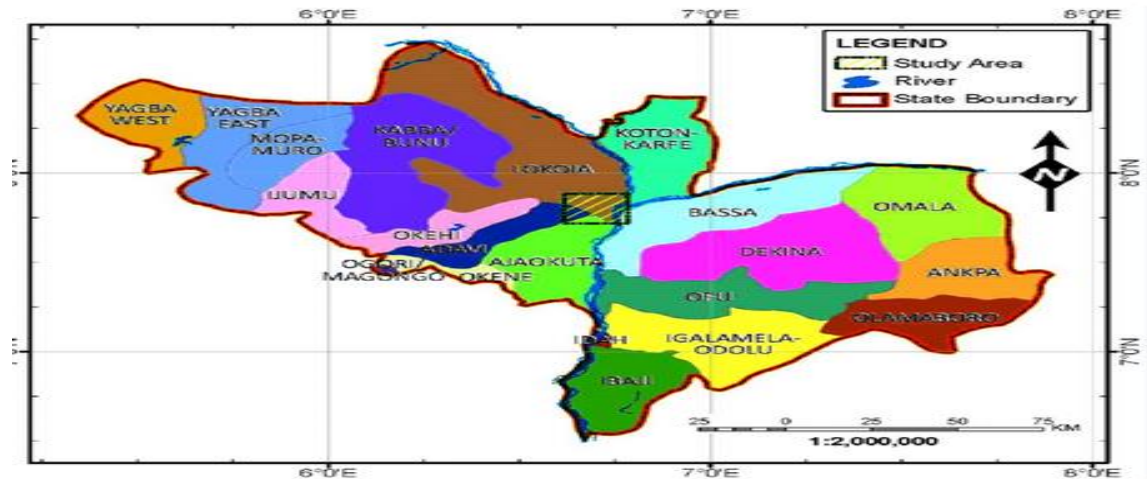 6°0'E 7°0'E 8°0'E
LEGEND
Study Area
River
State Boundary
YAGBA
WEST
YAGBA
EAST
MOPA-
MURO
KABBA/
BUNU
KOTON-
KARFE
LOKOJA
IJUMU
8°0'N
N
BASSA
OMALA
OKEHI
ADAVI
DEKINA
OGORI/
MAGONGO
OKENE
AJAOKUTA
ANKPA
OFU
OLAMABORO
IDAH
IGALAMELA-
ODOLU
7°0'N
IBAJI
25 0 25 50 75
KM
1:2,000,000
6°0'E 7°0'E 8°0'E